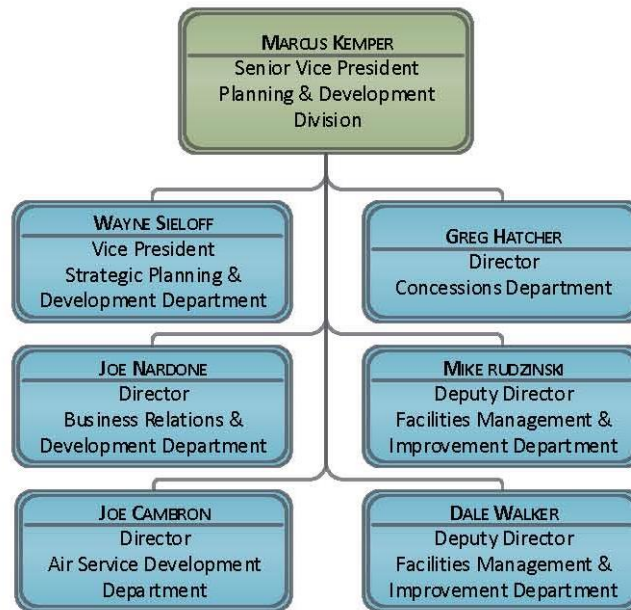 MARCUS KEMPER
Senior Vice President
Planning & Development
Division
WAYNE SIELOFF
Vice President
Strategic Planning &
Development Department
GREG HATCHER
Director
Concessions Department
JOE NARDONE
Director
Business Relations &
Development Department
MIKE RUDZINSKI
Deputy Director
Facilities Management &
Improvement Department
JOE CAMBRON
Director
Air Service Development
Department
DALE WALKER
Deputy Director
Facilities Management &
Improvement Department